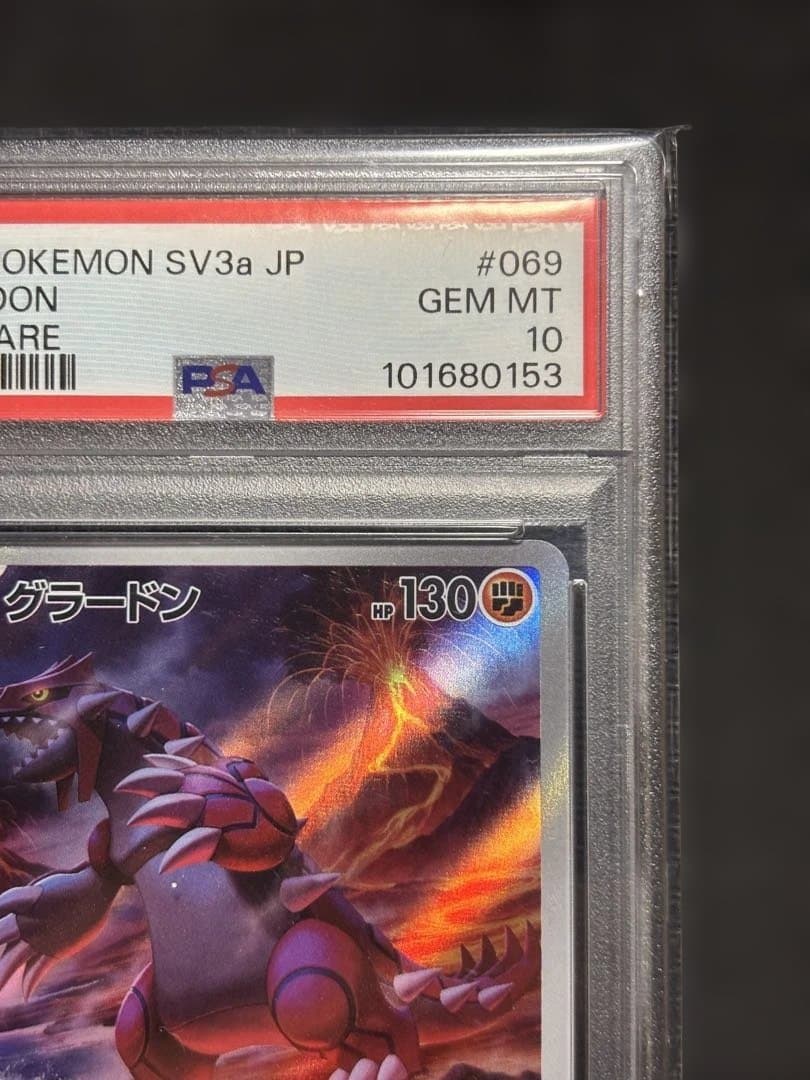 OKEMON SV3a JP #069
DON GEM MT
ARE 10
PSA 101680153
グラードン HP 130